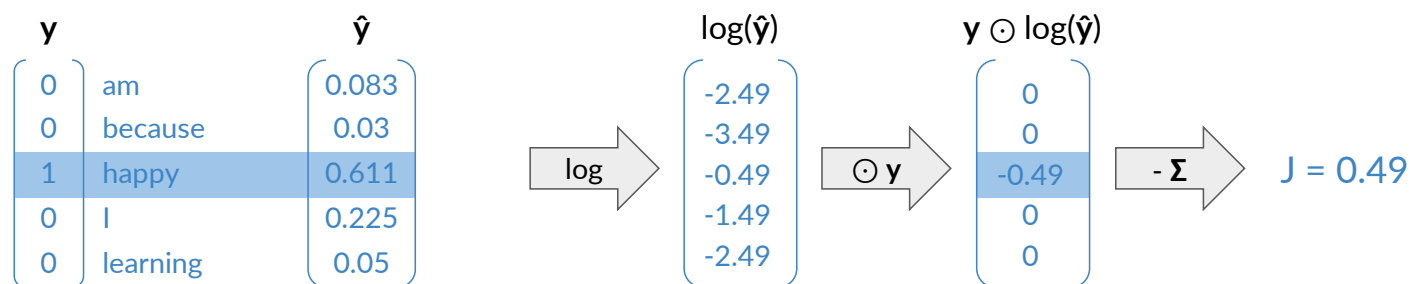 y ŷ log(ŷ) y ⊙ log(ŷ)
0 am 0.083 -2.49 0
0 because 0.03 -3.49 0
1 happy 0.611 log -0.49 ⊙ y -0.49 - Σ J = 0.49
0 I 0.225 -1.49 0
0 learning 0.05 -2.49 0